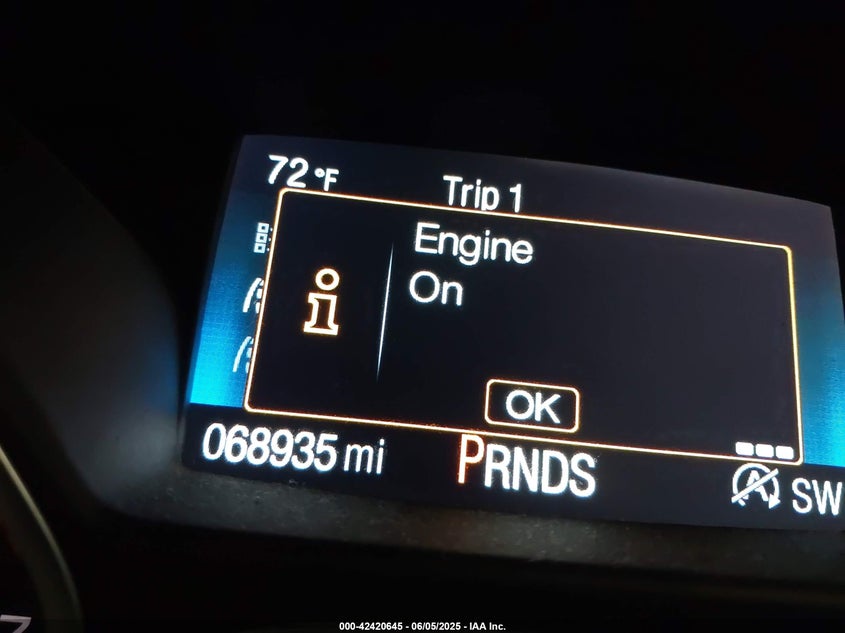 72 °F
Trip 1
Engine
On
OK
068935 mi
PRNDS
A
SW
000-42420645 - 06/05/2025 - IAA Inc.